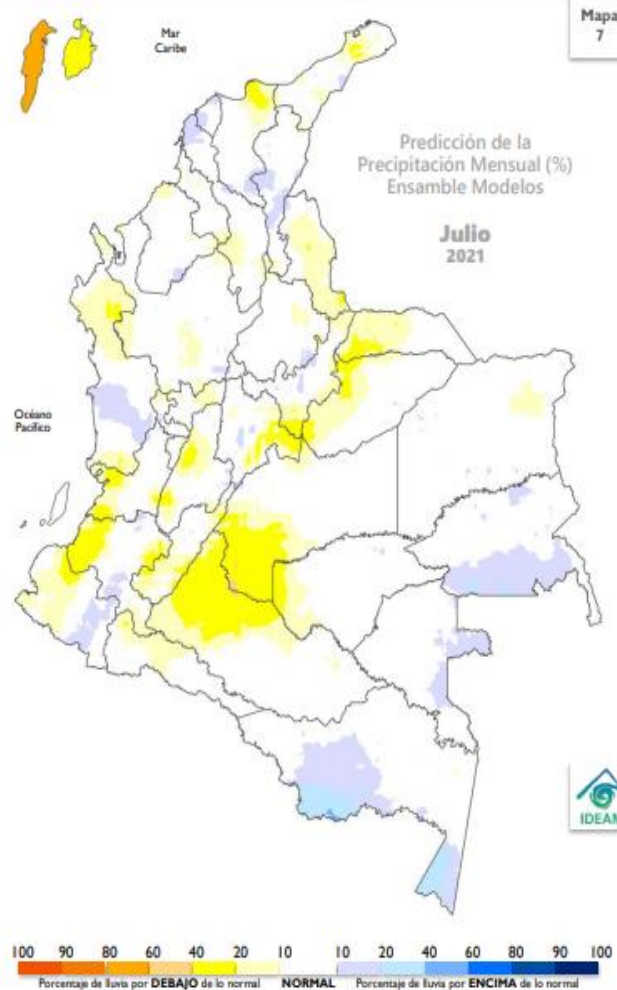 Mapa
7
Mar
Caribe
Predicción de la
Precipitación Mensual (%)
Ensamble Modelos
Julio
2021
Océano
Pacífico
IDEAM
100 90 80 60 40 20 10 10 20 40 60 80 90 100
Porcentaje de lluvia por DEBAJO de lo normal NORMAL Porcentaje de lluvia por ENCIMA de lo normal